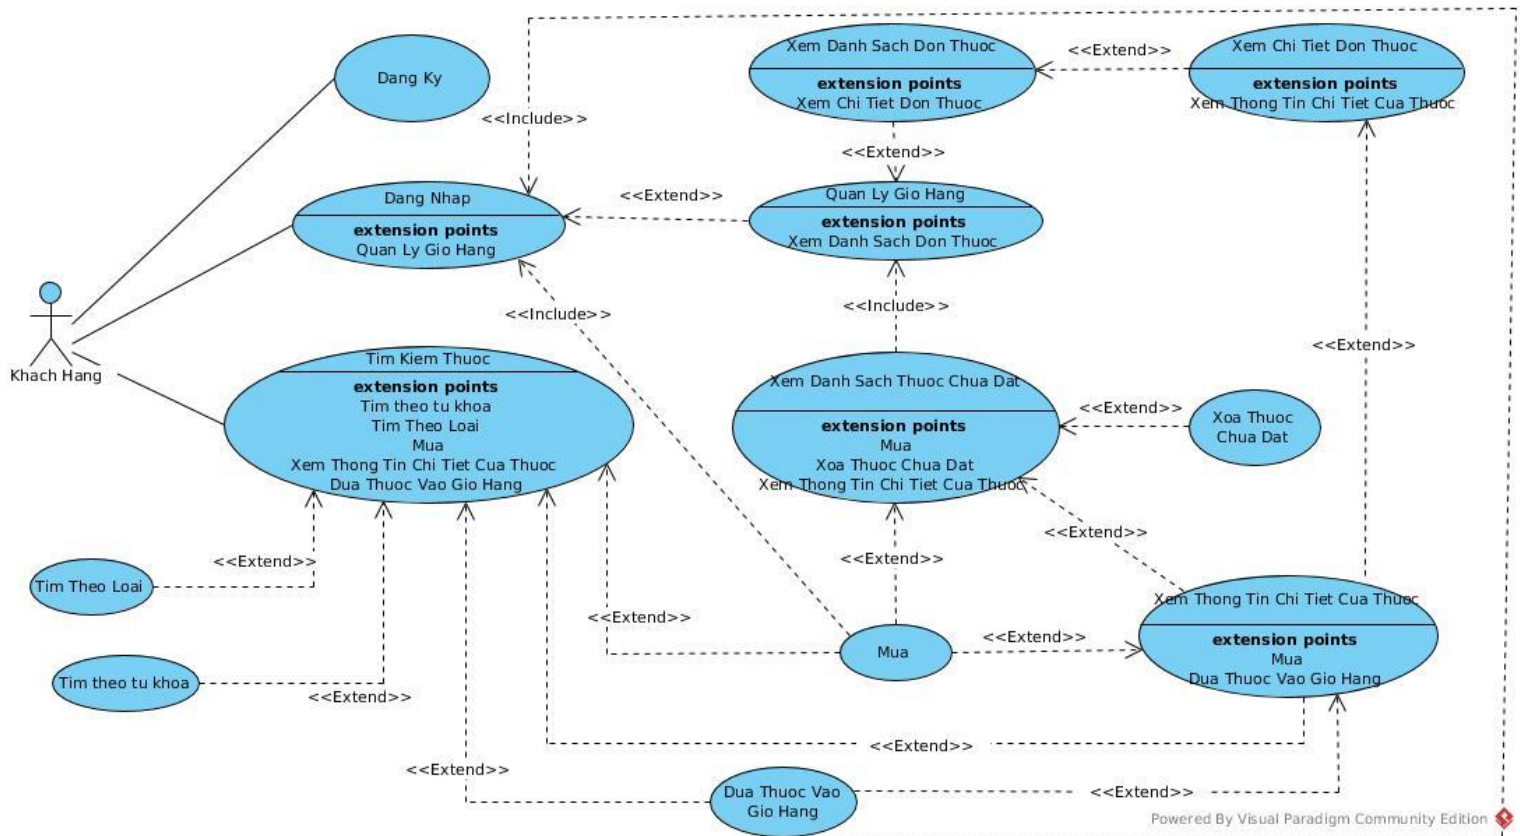 Dang Ky
<<Include>>
Xem Danh Sach Don Thuoc
extension points
Xem Chi Tiet Don Thuoc
<<Extend>>
Xem Chi Tiet Don Thuoc
extension points
Xem Thong Tin Chi Tiet Cua Thuoc
<<Extend>>
Dang Nhap
extension points
Quan Ly Gio Hang
<<Extend>>
Quan Ly Gio Hang
extension points
Xem Danh Sach Don Thuoc
<<Include>>
<<Include>>
<<Extend>>
Khach Hang
Tim Kiem Thuoc
extension points
Tim theo tu khoa
Tim Theo Loai
Mua
Xem Thong Tin Chi Tiet Cua Thuoc
Dua Thuoc Vao Gio Hang
Xem Danh Sach Thuoc Chua Dat
extension points
Mua
Xoa Thuoc Chua Dat
Xem Thong Tin Chi Tiet Cua Thuoc
<<Extend>>
Xoa Thuoc
Chua Dat
<<Extend>>
<<Extend>>
<<Extend>>
Tim Theo Loai
<<Extend>>
Mua
<<Extend>>
Xem Thong Tin Chi Tiet Cua Thuoc
extension points
Mua
Dua Thuoc Vao Gio Hang
Tim theo tu khoa
<<Extend>>
<<Extend>>
<<Extend>>
Dua Thuoc Vao
Gio Hang
<<Extend>>
Powered By Visual Paradigm Community Edition